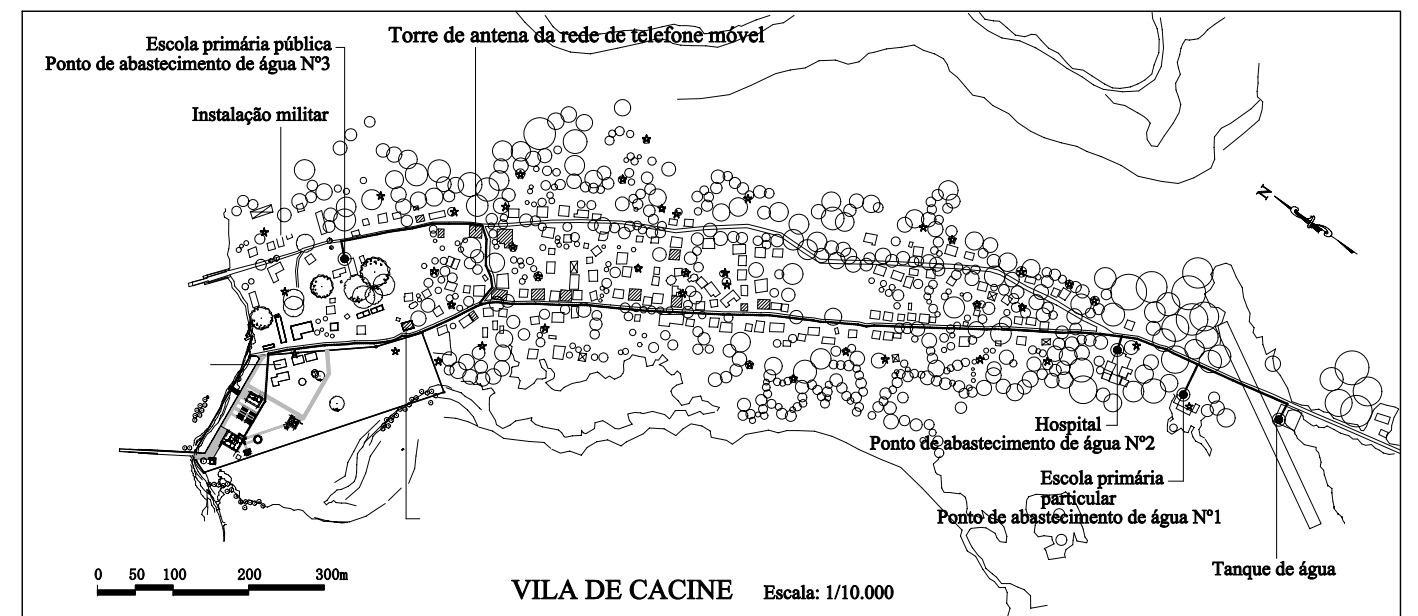 Escola primária pública
Ponto de abastecimento de água Nº3
Torre de antena da rede de telefone móvel
Instalação militar
N
Hospital
Ponto de abastecimento de água Nº2
Escola primária
particular
Ponto de abastecimento de água Nº1
Tanque de água
0 50 100 200 300m
VILA DE CACINE Escala: 1/10.000